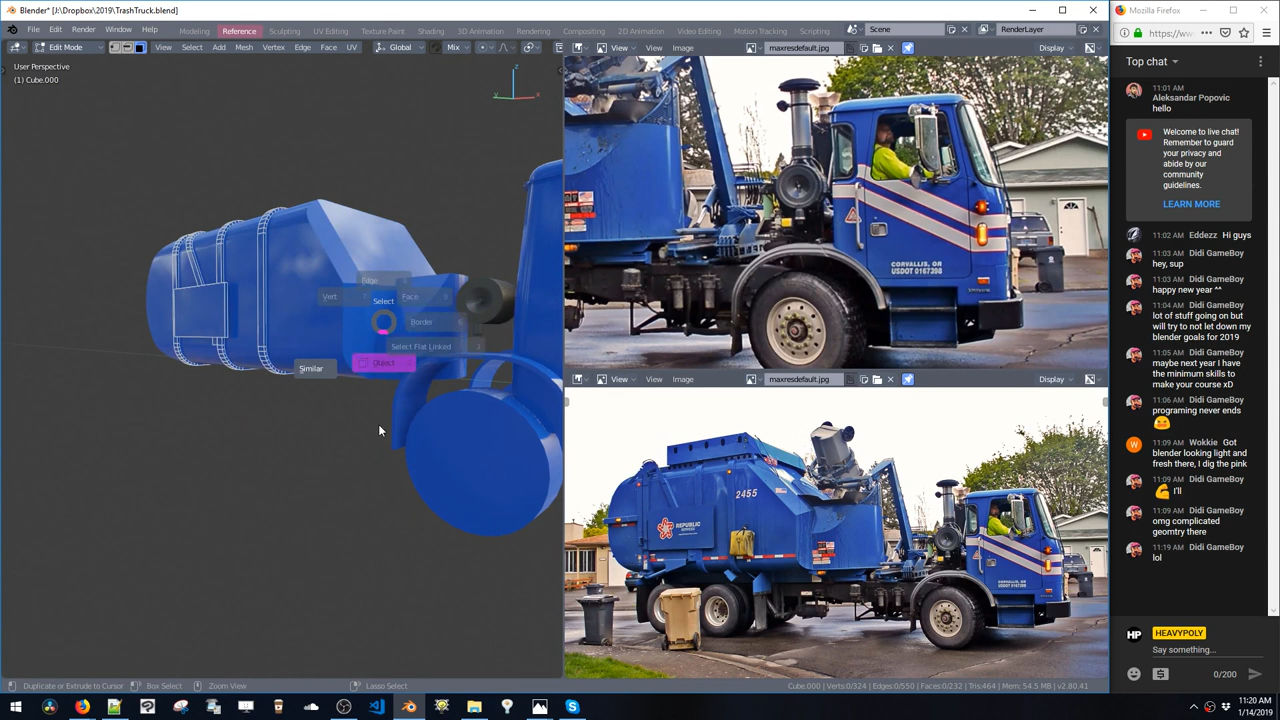 Blender* [J:\Dropbox\2019\TrashTruck.blend]
File Edit Render Window Help Modeling Reference Sculpting UV Editing Texture Paint Shading Animation Rendering Compositing 2D Animation Video Editing Motion Tracking Scripting Scene RenderLayer
Edit Mode View Select Add Mesh Vertex Edge Face UV Global Mix
View Image maxresdefault.jpg Display
User Perspective
(1) Cube.000
z
y
x
Edge
Vert
Select
Face
Border
Select Flat Linked
Object
Similar
CORVALLIS, OR
USDOT 0167398
View Image maxresdefault.jpg Display
2455
REPUBLIC
SERVICES
Duplicate or Extrude to Cursor Box Select Zoom View Lasso Select
Cube.000 | Verts:0/324 | Edges:0/550 | Faces:0/232 | Tris:464 | Mem: 54.5 MB | v2.80.41
Mozilla Firefox
https://ww
Top chat
11:01 AM
Aleksandar Popovic
hello
Welcome to live chat!
Remember to guard
your privacy and
abide by our
community
guidelines.
LEARN MORE
11:02 AM Eddezz Hi guys
11:03 AM Didi GameBoy
hey, sup
11:03 AM Didi GameBoy
happy new year ^^
11:04 AM Didi GameBoy
lot of stuff going on but
will try to not let down my
blender goals for 2019
11:05 AM Didi GameBoy
maybe next year I have
the minimum skills to
make your course xD
11:06 AM Didi GameBoy
programing never ends
11:09 AM Wokkie Got
blender looking light and
fresh there, I dig the pink
11:09 AM Didi GameBoy
I'll
11:09 AM Didi GameBoy
omg complicated
geomtry there
11:19 AM Didi GameBoy
lol
HP
HEAVYPOLY
Say something...
0/200
11:20 AM
1/14/2019